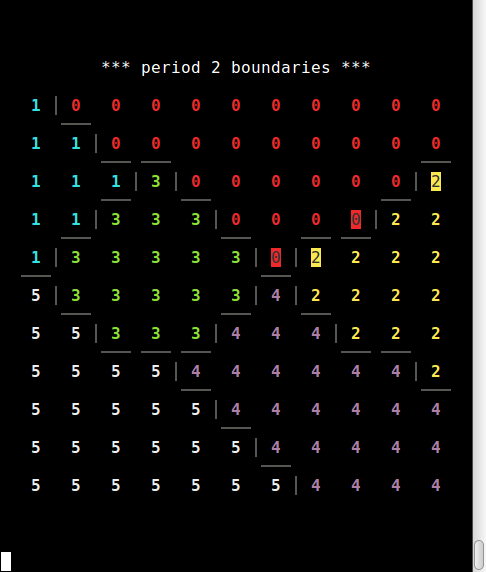 *** period 2 boundaries ***
1 0 0 0 0 0 0 0 0 0 0
1 1 0 0 0 0 0 0 0 0 0
1 1 1 3 0 0 0 0 0 0 2
1 1 3 3 3 0 0 0 0 2 2
1 3 3 3 3 3 0 2 2 2 2
5 3 3 3 3 3 4 2 2 2 2
5 5 3 3 3 4 4 4 2 2 2
5 5 5 5 4 4 4 4 4 4 2
5 5 5 5 5 4 4 4 4 4 4
5 5 5 5 5 5 4 4 4 4 4
5 5 5 5 5 5 5 4 4 4 4